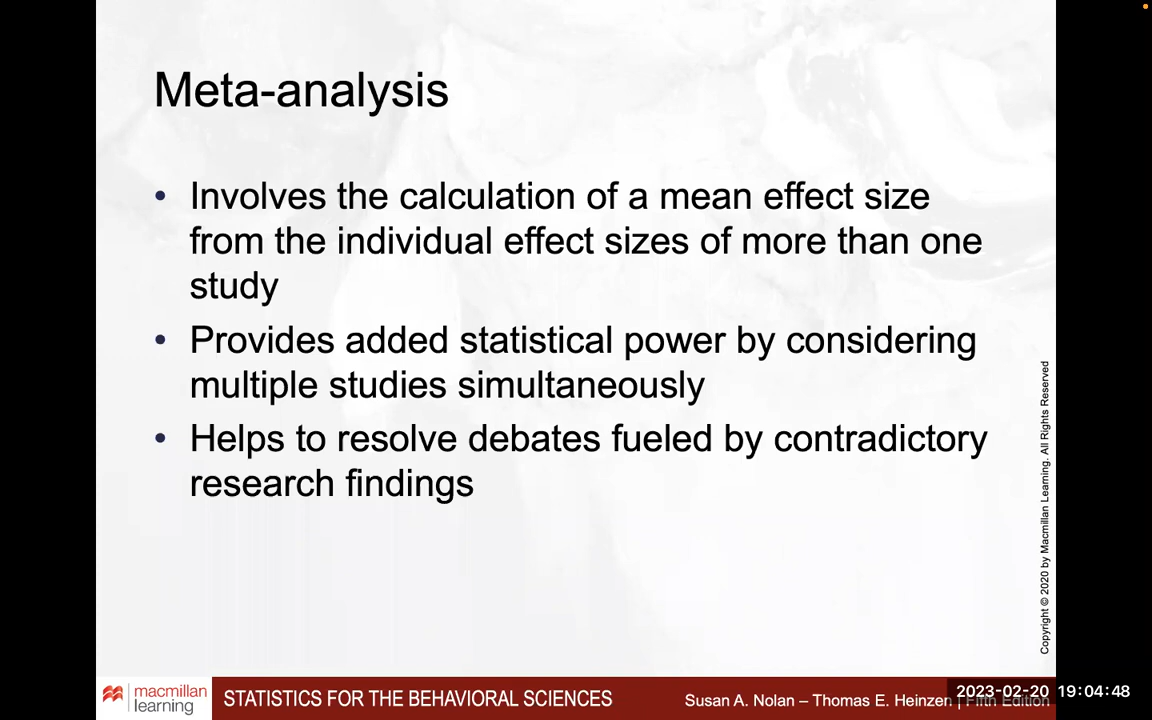 Meta-analysis
• Involves the calculation of a mean effect size
from the individual effect sizes of more than one
study
• Provides added statistical power by considering
multiple studies simultaneously
• Helps to resolve debates fueled by contradictory
research findings
Copyright © 2020 by Macmillan Learning. All Rights Reserved
macmillan
learning
STATISTICS FOR THE BEHAVIORAL SCIENCES
Susan A. Nolan – Thomas E. Heinzen | Fifth Edition
2023-02-20 19:04:48